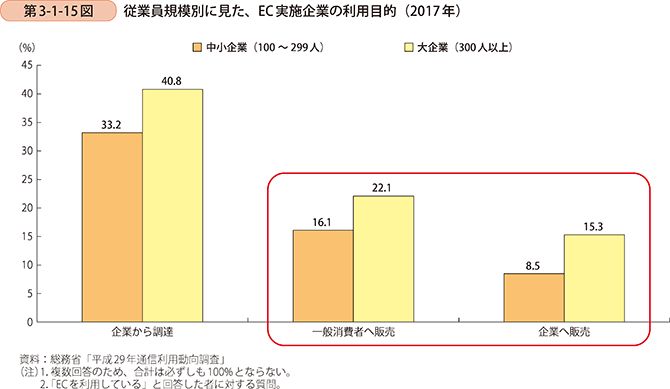 第3-1-15図 従業員規模別に見た、EC実施企業の利用目的（2017年）
（％）
中小企業（100～299人） 大企業（300人以上）
45
40
35
30
25
20
15
10
5
0
33.2
40.8
16.1
22.1
8.5
15.3
企業から調達 一般消費者へ販売 企業へ販売
資料：総務省「平成29年通信利用動向調査」
（注）1. 複数回答のため、合計は必ずしも100％とならない。
2.「ECを利用している」と回答した者に対する質問。